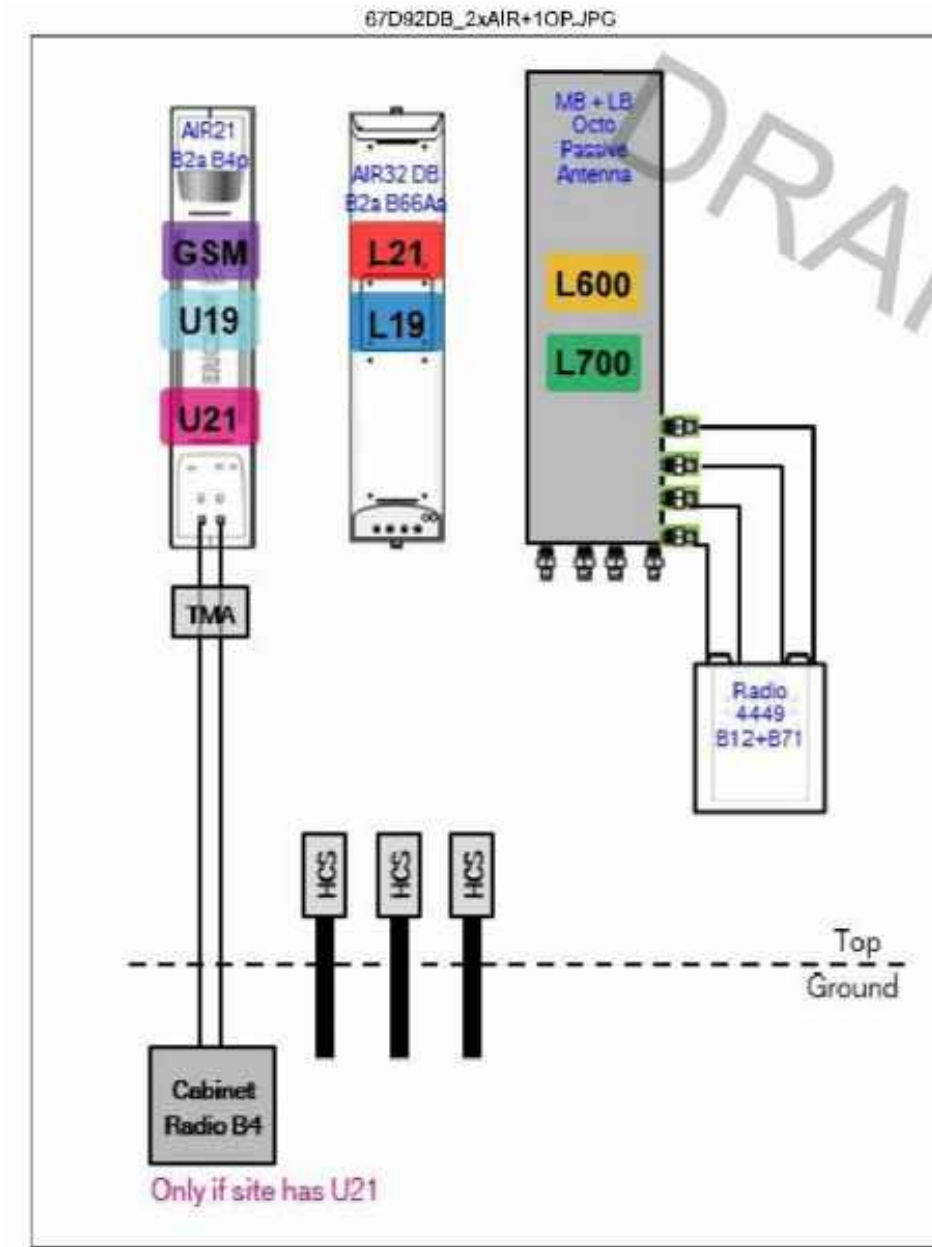 67D92DB_2xAIR+1OP.JPG
AIR21
B2a B4p
GSM
U19
U21
AIR32 DB
B2a B66Aa
L21
L19
MB + LB
Octo
Passive
Antenna
L600
L700
TMA
Radio
4449
B12+B71
HCS
HCS
HCS
Top
Ground
Cabinet
Radio B4
Only if site has U21